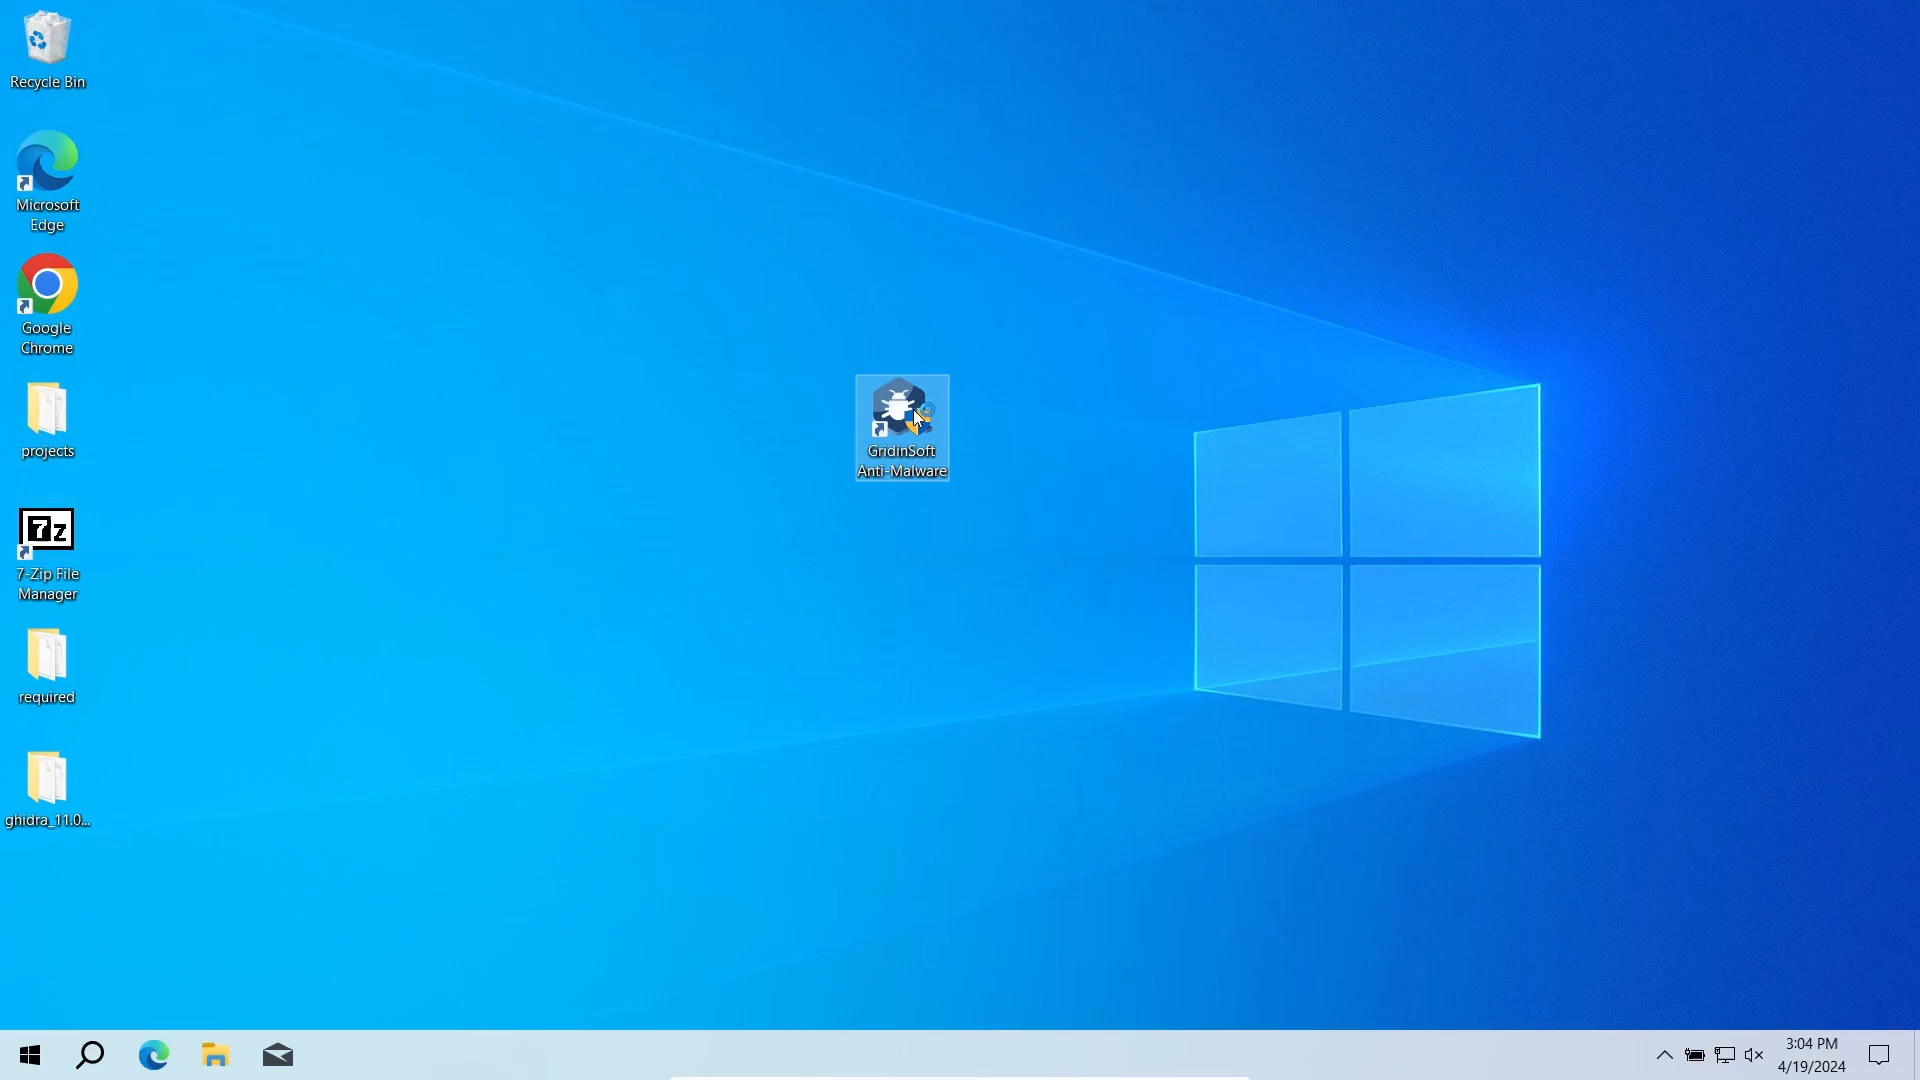 Recycle Bin
Microsoft
Edge
Google
Chrome
projects
7z
7-Zip File
Manager
required
ghidra_11.0...
GridinSoft
Anti-Malware
3:04 PM
4/19/2024